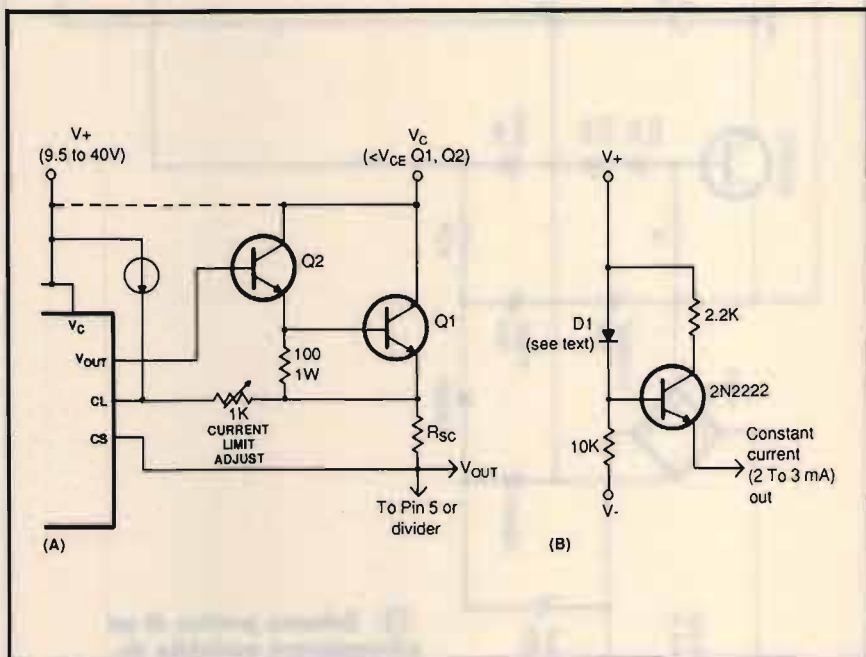 V+
(9.5 to 40V)
VC
(<VCE Q1, Q2)
Q2
Q1
VC
VOUT
CL
CS
100
1W
1K
CURRENT
LIMIT
ADJUST
RSC
VOUT
To Pin 5 or
divider
(A)
V+
D1
(see text)
2.2K
2N2222
10K
Constant
current
(2 To 3 mA)
out
V-
(B)